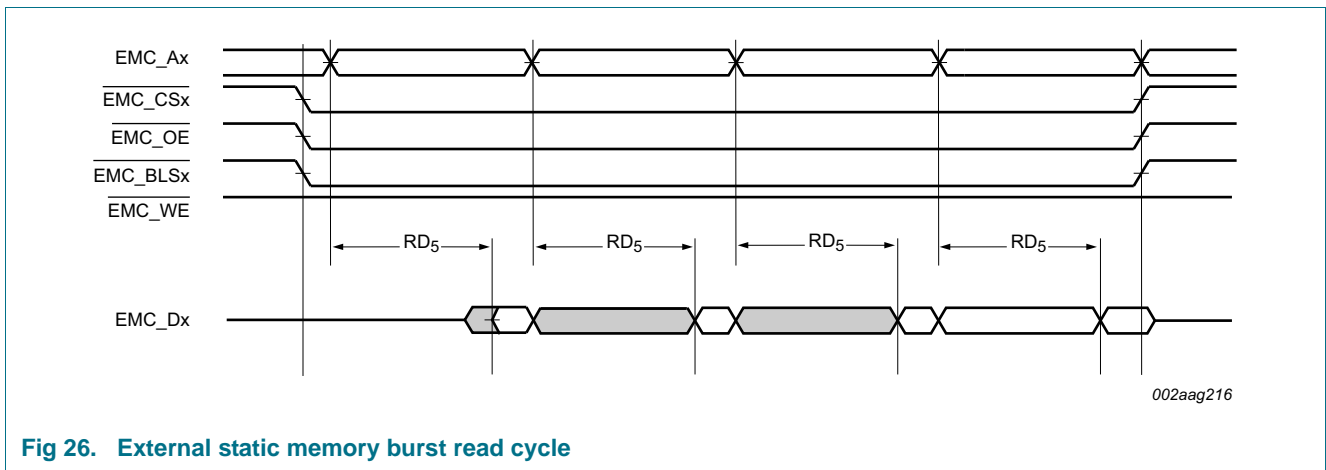 EMC_Ax
EMC_CSx
EMC_OE
EMC_BLSx
EMC_WE
RD5 RD5 RD5 RD5
EMC_Dx
002aag216
Fig 26. External static memory burst read cycle